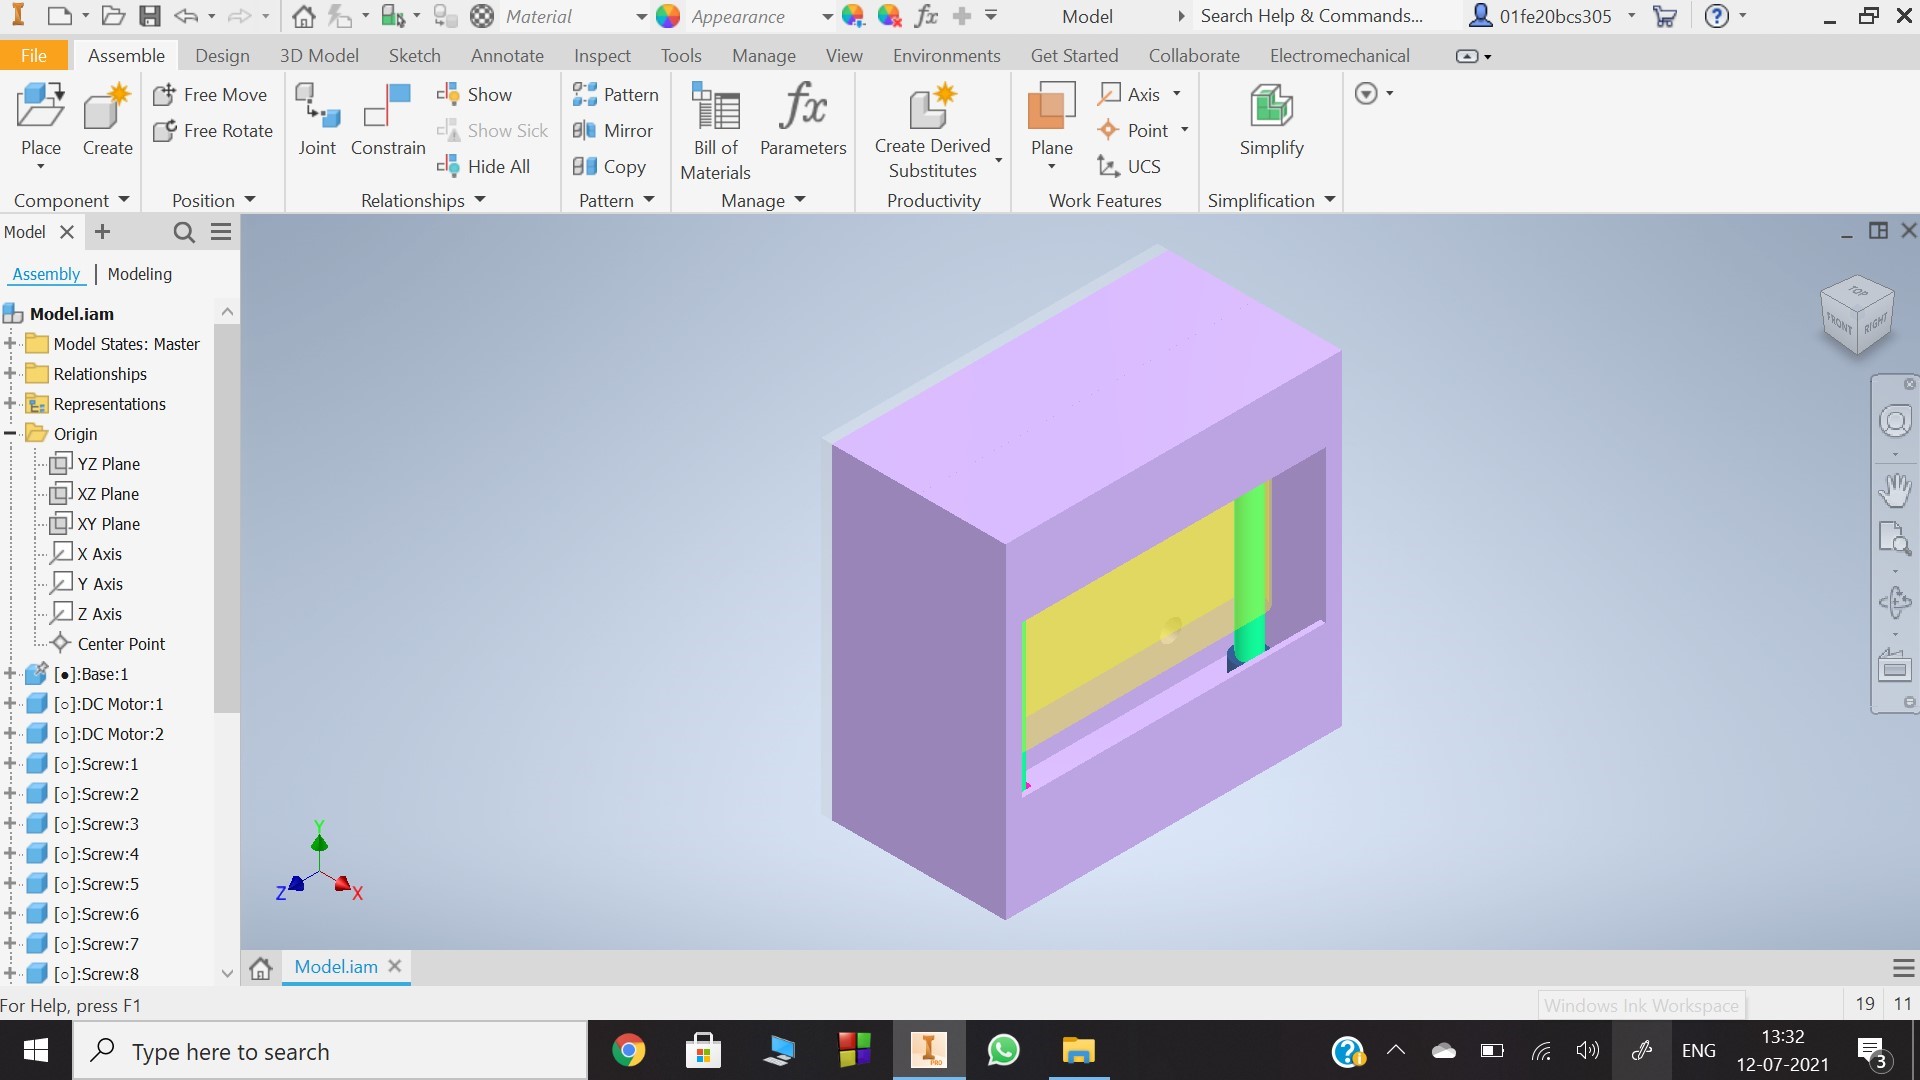 Material
Appearance
Model
Search Help & Commands...
01fe20bcs305
File
Assemble
Design
3D Model
Sketch
Annotate
Inspect
Tools
Manage
View
Environments
Get Started
Collaborate
Electromechanical
Place
Create
Component
Free Move
Free Rotate
Position
Joint
Constrain
Show
Show Sick
Hide All
Relationships
Pattern
Mirror
Copy
Pattern
Bill of
Materials
fx
Parameters
Manage
Create Derived
Substitutes
Productivity
Plane
Axis
Point
UCS
Work Features
Simplify
Simplification
Model
Assembly | Modeling
Model.iam
Model States: Master
Relationships
Representations
Origin
YZ Plane
XZ Plane
XY Plane
X Axis
Y Axis
Z Axis
Center Point
[●]:Base:1
[○]:DC Motor:1
[○]:DC Motor:2
[○]:Screw:1
[○]:Screw:2
[○]:Screw:3
[○]:Screw:4
[○]:Screw:5
[○]:Screw:6
[○]:Screw:7
[○]:Screw:8
TOP
FRONT
RIGHT
Y
Z
X
Model.iam
For Help, press F1
Windows Ink Workspace
19
11
Type here to search
I
PRO
ENG
13:32
12-07-2021
3